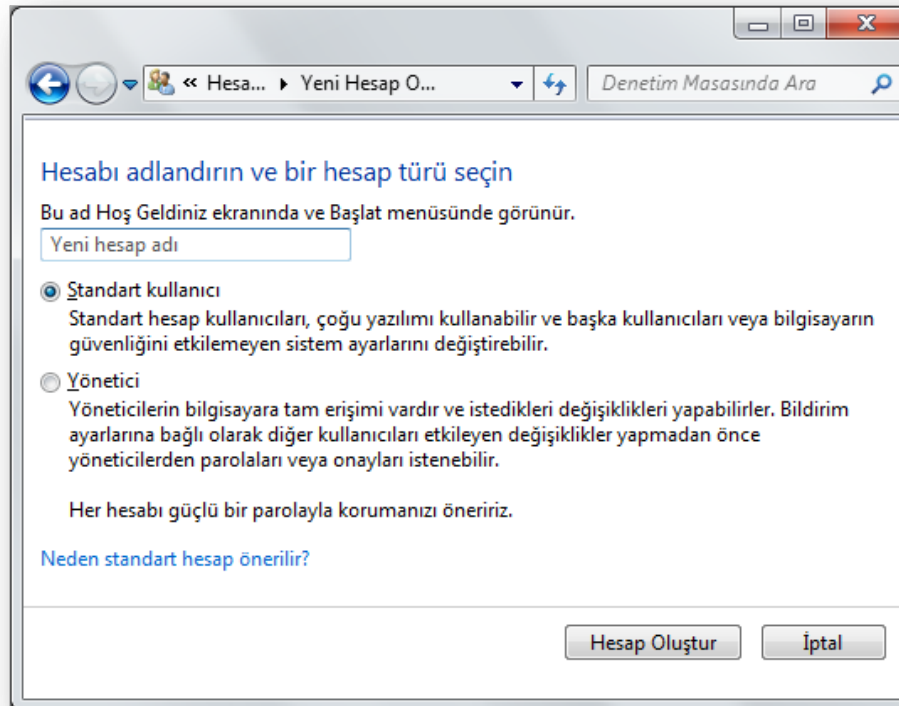 « Hesa... ▸ Yeni Hesap O...
Denetim Masasında Ara
Hesabı adlandırın ve bir hesap türü seçin
Bu ad Hoş Geldiniz ekranında ve Başlat menüsünde görünür.
Yeni hesap adı
Standart kullanıcı
Standart hesap kullanıcıları, çoğu yazılımı kullanabilir ve başka kullanıcıları veya bilgisayarın
güvenliğini etkilemeyen sistem ayarlarını değiştirebilir.
Yönetici
Yöneticilerin bilgisayara tam erişimi vardır ve istedikleri değişiklikleri yapabilirler. Bildirim
ayarlarına bağlı olarak diğer kullanıcıları etkileyen değişiklikler yapmadan önce
yöneticilerden parolaları veya onayları istenebilir.
Her hesabı güçlü bir parolayla korumanızı öneririz.
Neden standart hesap önerilir?
Hesap Oluştur
İptal